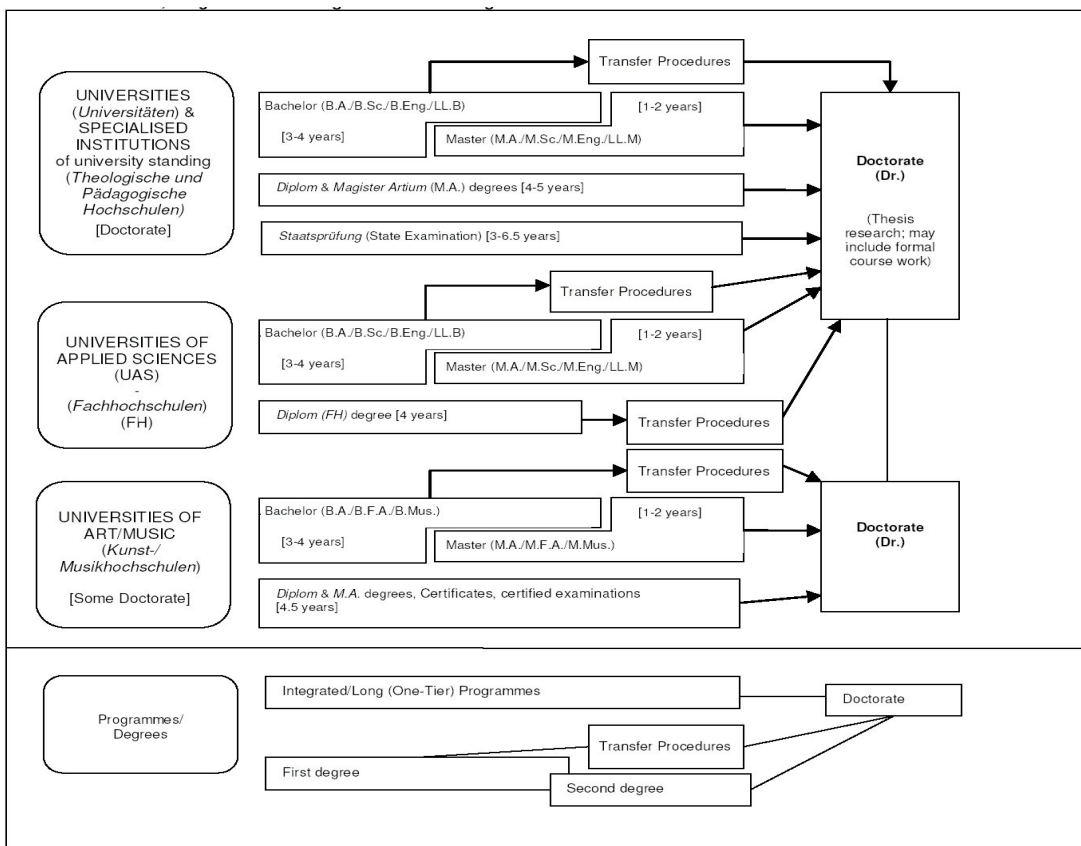 Transfer Procedures
UNIVERSITIES
(Universitäten) &
SPECIALISED
INSTITUTIONS
of university standing
(Theologische und
Pädagogische
Hochschulen)
[Doctorate]
. Bachelor (B.A./B.Sc./B.Eng./LL.B)
[3-4 years]
[1-2 years]
Master (M.A./M.Sc./M.Eng./LL.M)
Diplom & Magister Artium (M.A.) degrees [4-5 years]
Staatsprüfung (State Examination) [3-6.5 years]
Doctorate
(Dr.)
(Thesis
research; may
include formal
course work)
Transfer Procedures
UNIVERSITIES OF
APPLIED SCIENCES
(UAS)
-
(Fachhochschulen)
(FH)
. Bachelor (B.A./B.Sc./B.Eng./LL.B)
[3-4 years]
[1-2 years]
Master (M.A./M.Sc./M.Eng./LL.M)
Diplom (FH) degree [4 years]
Transfer Procedures
Transfer Procedures
UNIVERSITIES OF
ART/MUSIC
(Kunst-/
Musikhochschulen)
[Some Doctorate]
. Bachelor (B.A./B.F.A./B.Mus.)
[3-4 years]
[1-2 years]
Master (M.A./M.F.A./M.Mus.)
Diplom & M.A. degrees, Certificates, certified examinations
[4.5 years]
Doctorate
(Dr.)
Programmes/
Degrees
Integrated/Long (One-Tier) Programmes
Doctorate
Transfer Procedures
First degree
Second degree